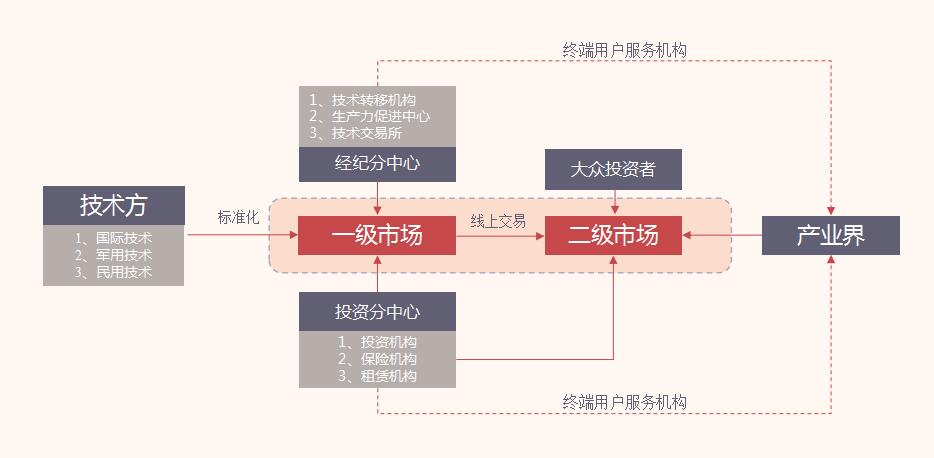 终端用户服务机构
1、技术转移机构
2、生产力促进中心
3、技术交易所
经纪分中心
大众投资者
技术方
1、国际技术
2、军用技术
3、民用技术
标准化
一级市场
线上交易
二级市场
产业界
投资分中心
1、投资机构
2、保险机构
3、租赁机构
终端用户服务机构